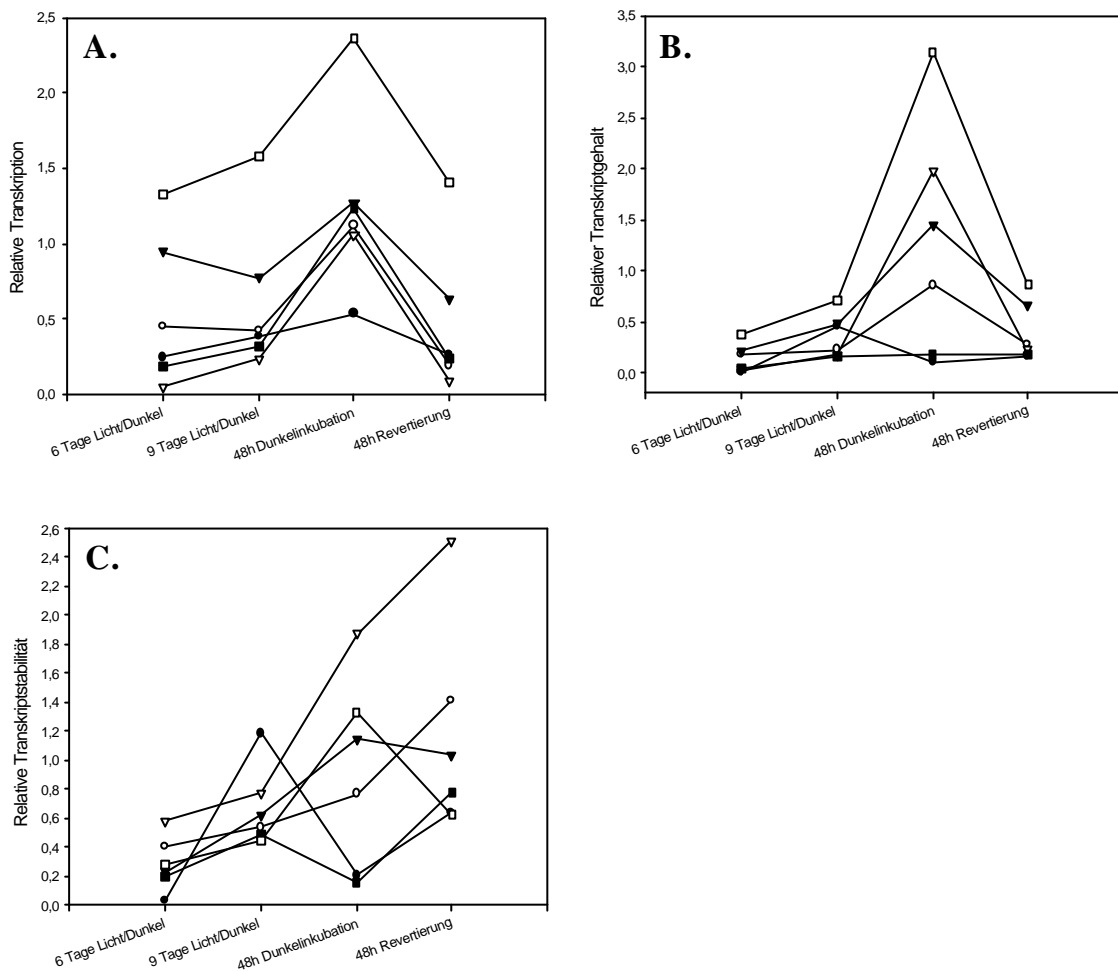 A.
Relative Transkription
2,5
2,0
1,5
1,0
0,5
0,0
6 Tage Licht/Dunkel
9 Tage Licht/Dunkel
48h Dunkelinkubation
48h Revertierung
B.
Relativer Transkriptgehalt
3,5
3,0
2,5
2,0
1,5
1,0
0,5
0,0
6 Tage Licht/Dunkel
9 Tage Licht/Dunkel
48h Dunkelinkubation
48h Revertierung
C.
Relative Transkriptstabilität
2,6
2,4
2,2
2,0
1,8
1,6
1,4
1,2
1,0
0,8
0,6
0,4
0,2
0,0
6 Tage Licht/Dunkel
9 Tage Licht/Dunkel
48h Dunkelinkubation
48h Revertierung